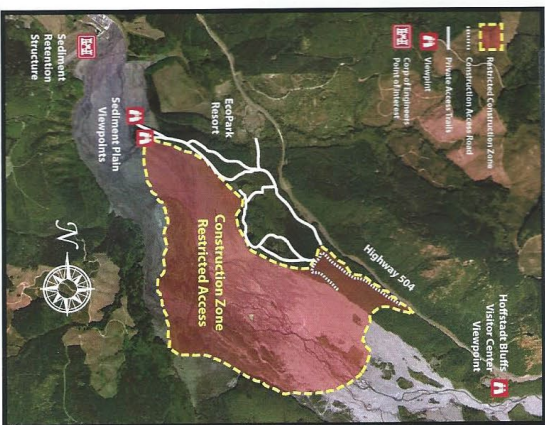 Restricted Construction Zone
Construction Access Road
Private Access Trails
Viewpoint
Corp of Engineers
Point of Interest
Hoffstadt Bluffs
Visitor Center
Viewpoint
Highway 504
EcoPark
Resort
Construction Zone
Restricted Access
Sediment Plain
Viewpoints
Sediment
Retention
Structure
N